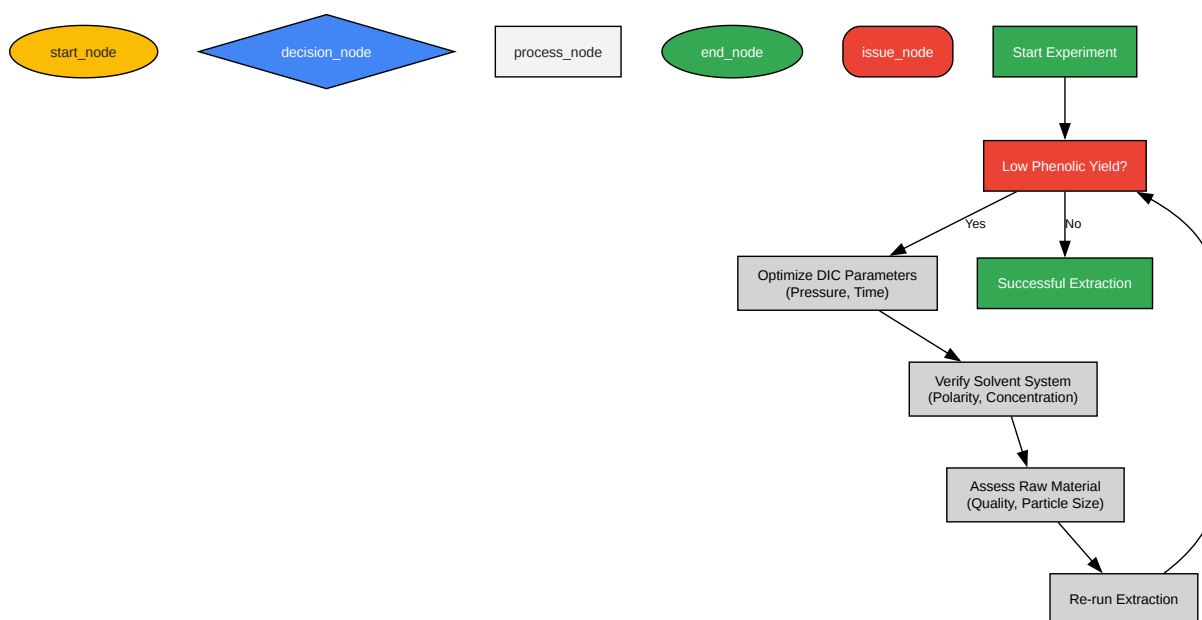 start_node
decision_node
process_node
end_node
issue_node
Start Experiment
Low Phenolic Yield?
Yes
No
Optimize DIC Parameters
(Pressure, Time)
Successful Extraction
Verify Solvent System
(Polarity, Concentration)
Assess Raw Material
(Quality, Particle Size)
Re-run Extraction